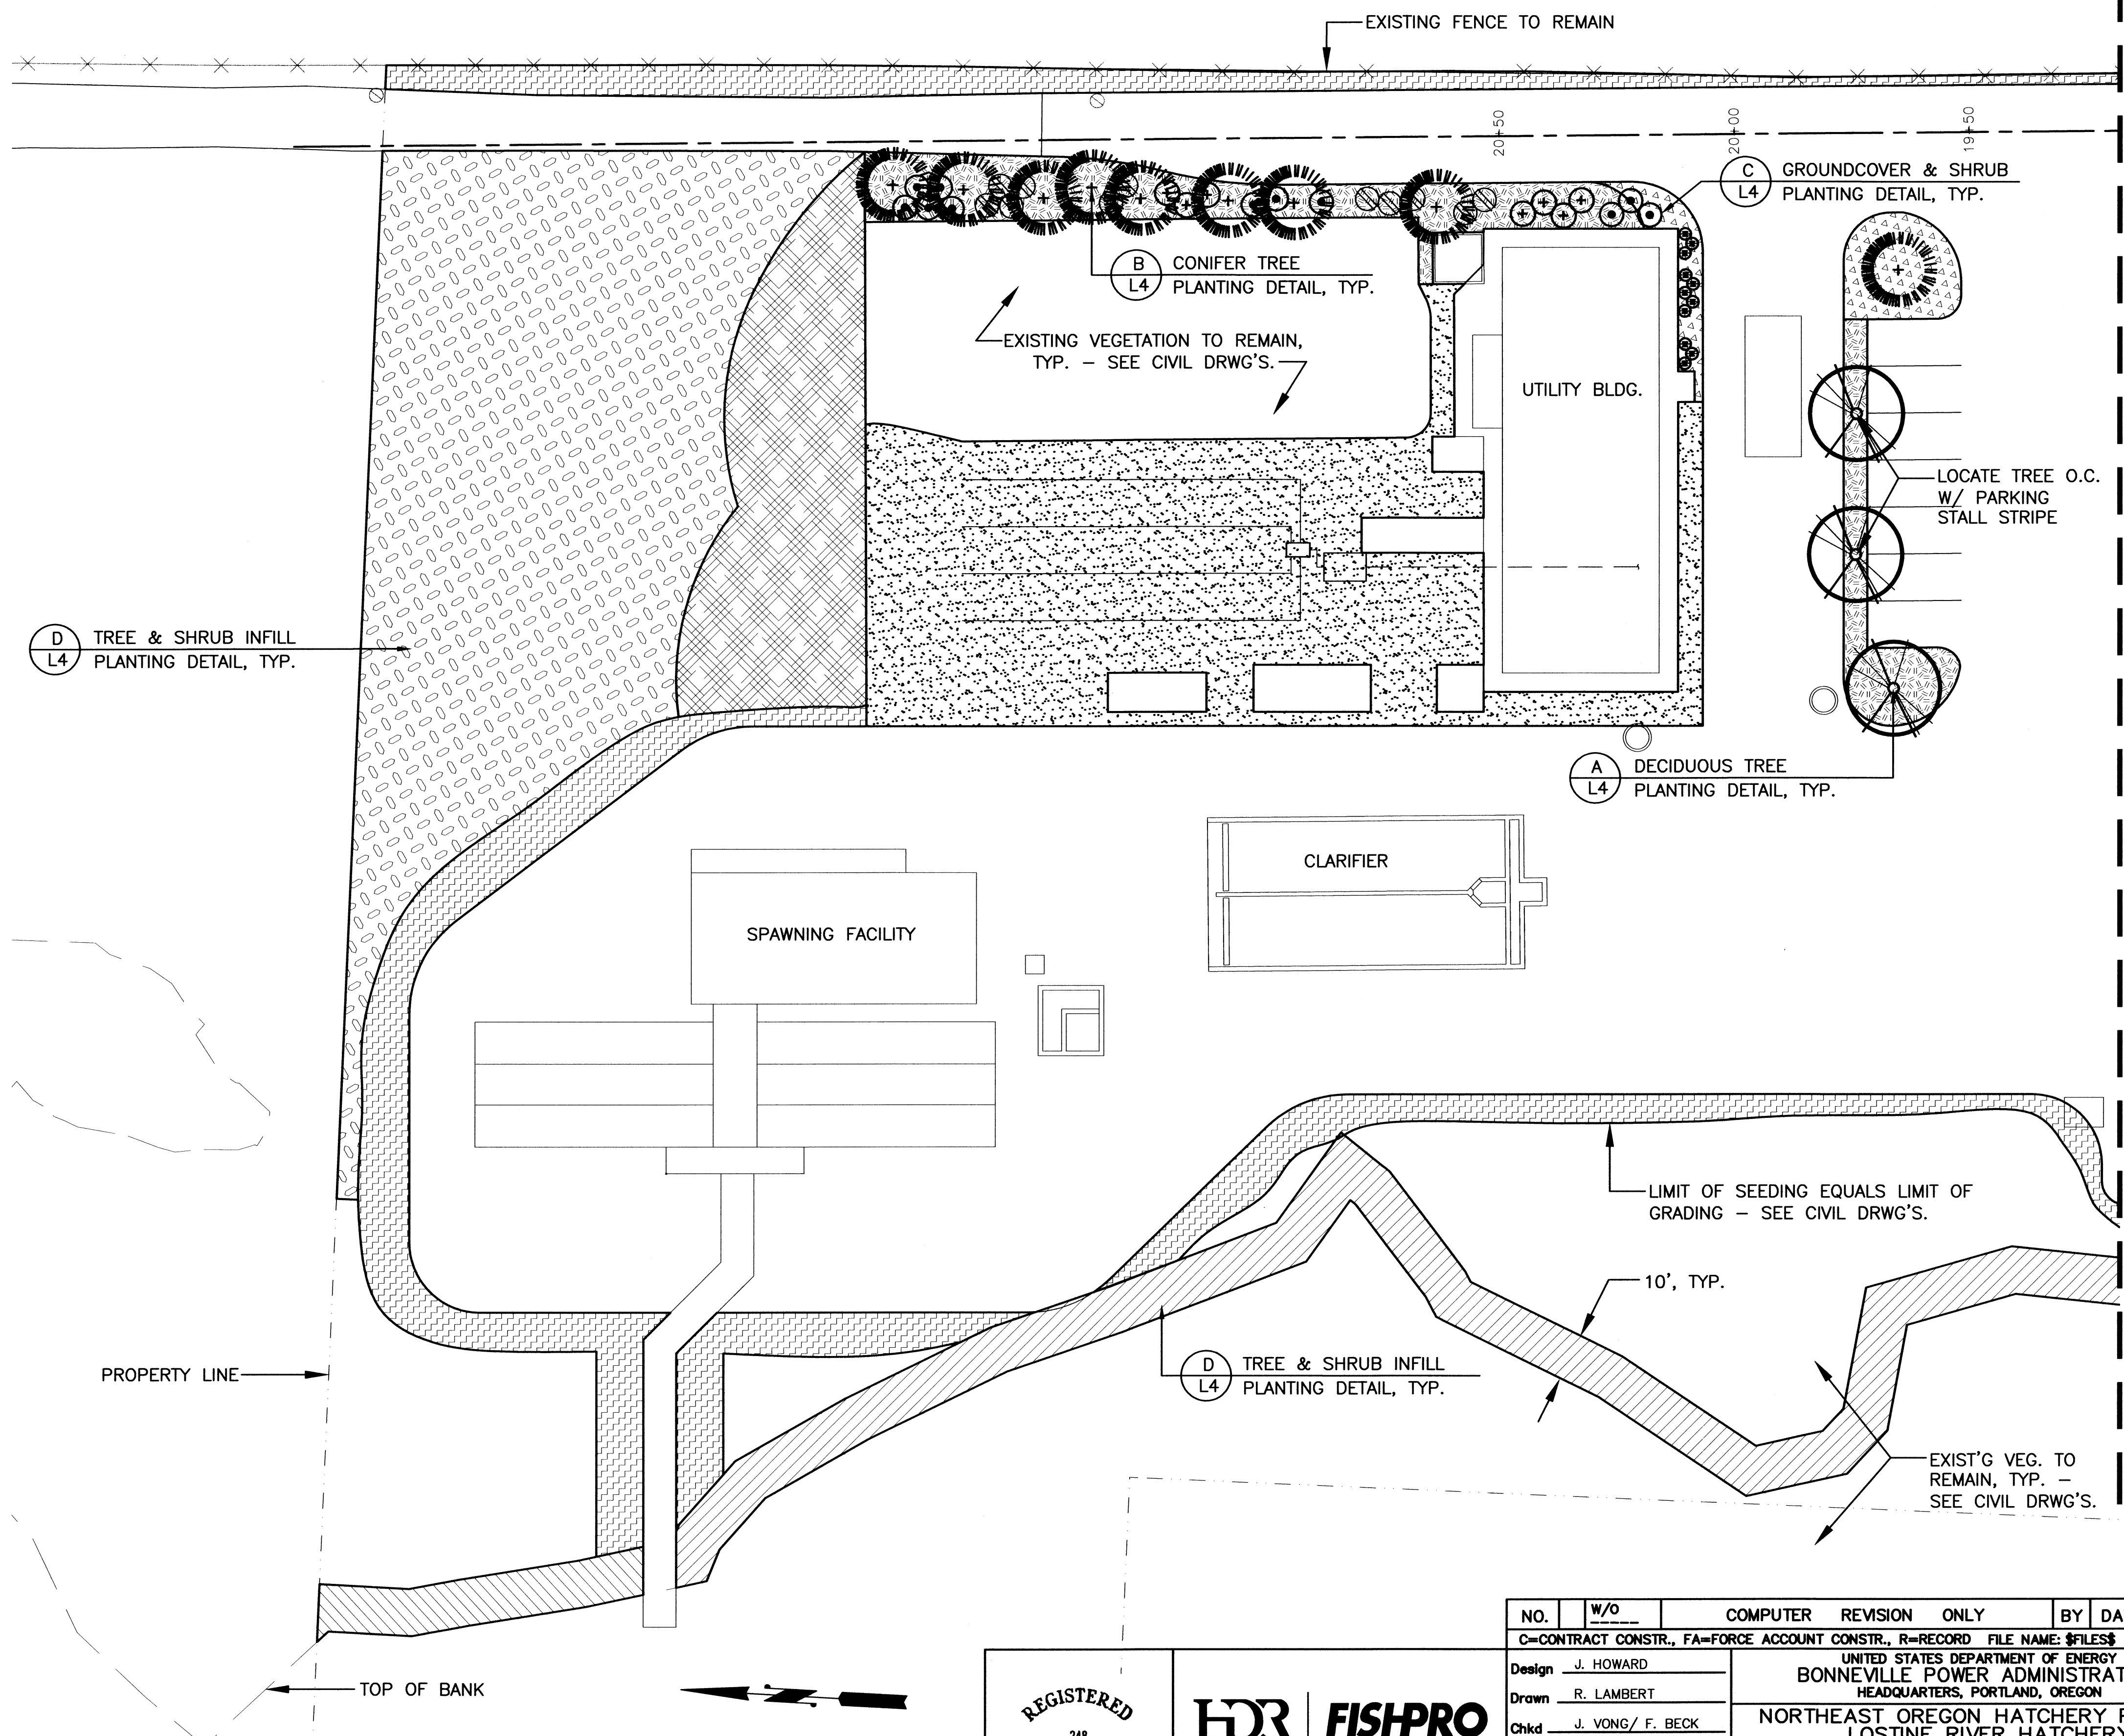 EXISTING FENCE TO REMAIN
20+50
20+00
19+50
C
L4
GROUNDCOVER & SHRUB
PLANTING DETAIL, TYP.
B
L4
CONIFER TREE
PLANTING DETAIL, TYP.
EXISTING VEGETATION TO REMAIN,
TYP. – SEE CIVIL DRWG'S.
UTILITY BLDG.
LOCATE TREE O.C.
W/ PARKING
STALL STRIPE
D
L4
TREE & SHRUB INFILL
PLANTING DETAIL, TYP.
A
L4
DECIDUOUS TREE
PLANTING DETAIL, TYP.
CLARIFIER
SPAWNING FACILITY
LIMIT OF SEEDING EQUALS LIMIT OF
GRADING – SEE CIVIL DRWG'S.
10', TYP.
D
L4
TREE & SHRUB INFILL
PLANTING DETAIL, TYP.
PROPERTY LINE
EXIST'G VEG. TO
REMAIN, TYP. –
SEE CIVIL DRWG'S.
TOP OF BANK
REGISTERED
248
HDR FISHPRO
NO. W/O COMPUTER REVISION ONLY BY DA
C=CONTRACT CONSTR., FA=FORCE ACCOUNT CONSTR., R=RECORD FILE NAME: $FILES$
Design J. HOWARD
Drawn R. LAMBERT
Chkd J. VONG/ F. BECK
UNITED STATES DEPARTMENT OF ENERGY
BONNEVILLE POWER ADMINISTRAT
HEADQUARTERS, PORTLAND, OREGON
NORTHEAST OREGON HATCHERY
LOSTINE RIVER HATCHER